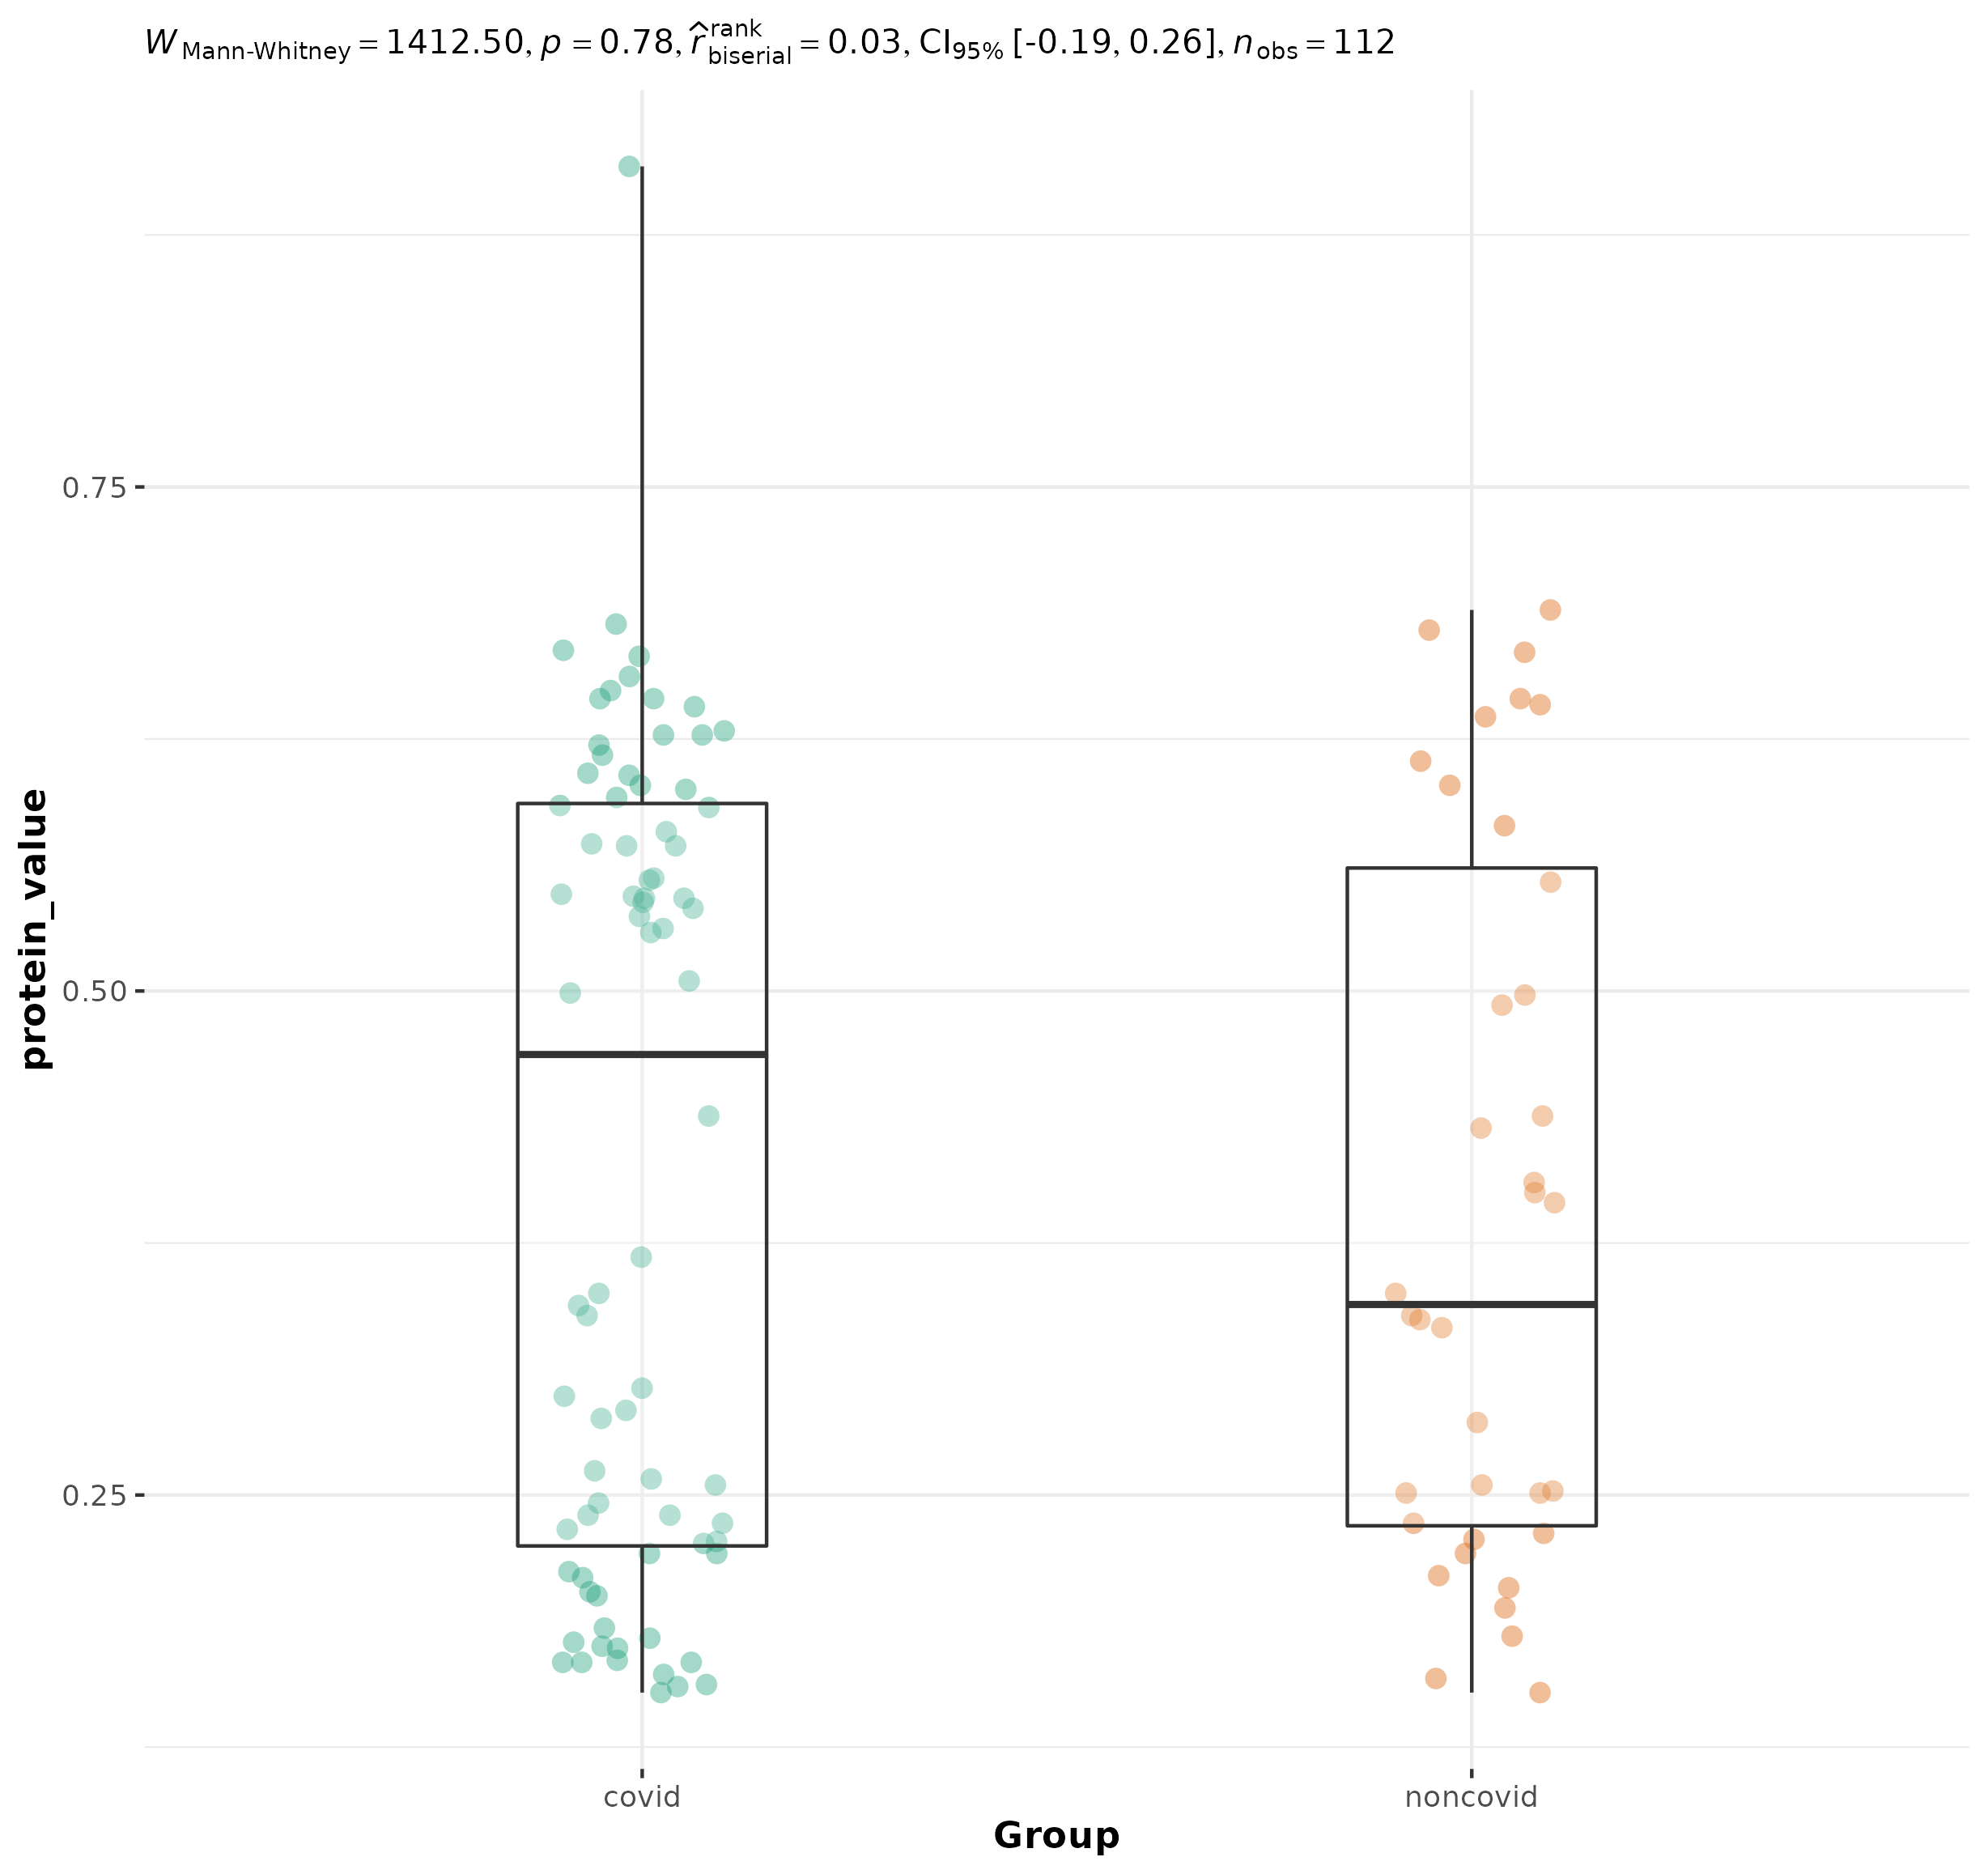 W Mann-Whitney = 1412.50, p = 0.78, r̂ rank biserial = 0.03, CI95% [-0.19, 0.26], nobs = 112
0.75
0.50
0.25
protein_value
covid noncovid
Group